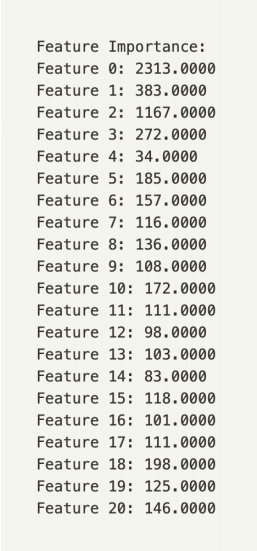 Feature Importance:
Feature 0: 2313.0000
Feature 1: 383.0000
Feature 2: 1167.0000
Feature 3: 272.0000
Feature 4: 34.0000
Feature 5: 185.0000
Feature 6: 157.0000
Feature 7: 116.0000
Feature 8: 136.0000
Feature 9: 108.0000
Feature 10: 172.0000
Feature 11: 111.0000
Feature 12: 98.0000
Feature 13: 103.0000
Feature 14: 83.0000
Feature 15: 118.0000
Feature 16: 101.0000
Feature 17: 111.0000
Feature 18: 198.0000
Feature 19: 125.0000
Feature 20: 146.0000